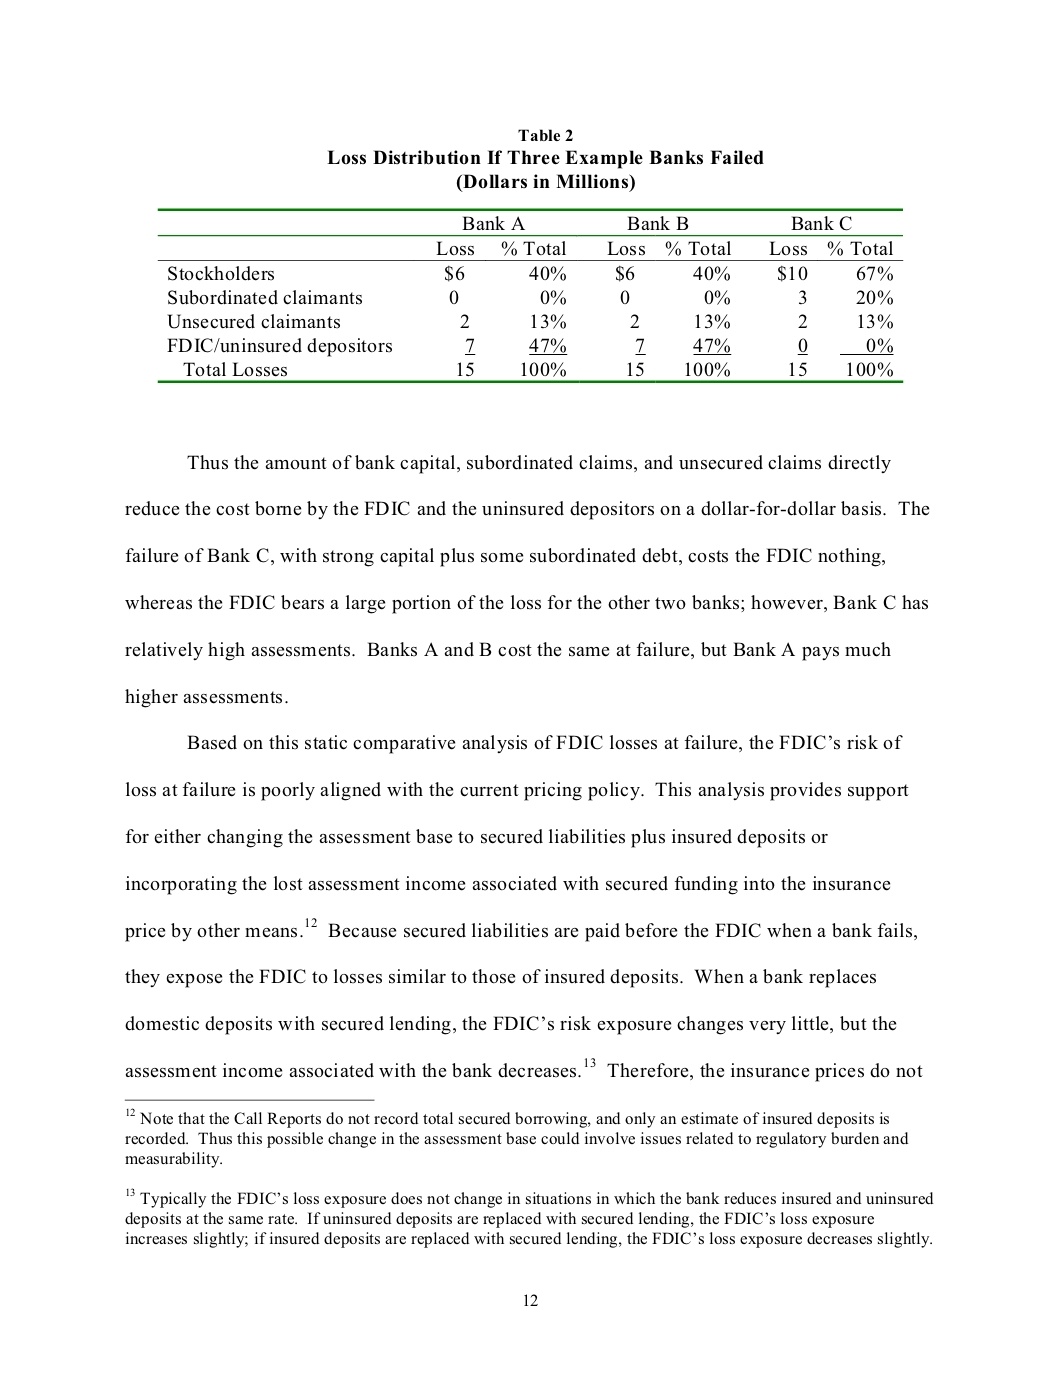 Table 2
Loss Distribution If Three Example Banks Failed
(Dollars in Millions)
Bank A Bank B Bank C
Loss % Total Loss % Total Loss % Total
Stockholders $6 40% $6 40% $10 67%
Subordinated claimants 0 0% 0 0% 3 20%
Unsecured claimants 2 13% 2 13% 2 13%
FDIC/uninsured depositors 7 47% 7 47% 0 0%
Total Losses 15 100% 15 100% 15 100%
Thus the amount of bank capital, subordinated claims, and unsecured claims directly
reduce the cost borne by the FDIC and the uninsured depositors on a dollar-for-dollar basis. The
failure of Bank C, with strong capital plus some subordinated debt, costs the FDIC nothing,
whereas the FDIC bears a large portion of the loss for the other two banks; however, Bank C has
relatively high assessments. Banks A and B cost the same at failure, but Bank A pays much
higher assessments.
Based on this static comparative analysis of FDIC losses at failure, the FDIC’s risk of
loss at failure is poorly aligned with the current pricing policy. This analysis provides support
for either changing the assessment base to secured liabilities plus insured deposits or
incorporating the lost assessment income associated with secured funding into the insurance
price by other means.12 Because secured liabilities are paid before the FDIC when a bank fails,
they expose the FDIC to losses similar to those of insured deposits. When a bank replaces
domestic deposits with secured lending, the FDIC’s risk exposure changes very little, but the
assessment income associated with the bank decreases.13 Therefore, the insurance prices do not
12 Note that the Call Reports do not record total secured borrowing, and only an estimate of insured deposits is
recorded. Thus this possible change in the assessment base could involve issues related to regulatory burden and
measurability.
13 Typically the FDIC’s loss exposure does not change in situations in which the bank reduces insured and uninsured
deposits at the same rate. If uninsured deposits are replaced with secured lending, the FDIC’s loss exposure
increases slightly; if insured deposits are replaced with secured lending, the FDIC’s loss exposure decreases slightly.
12